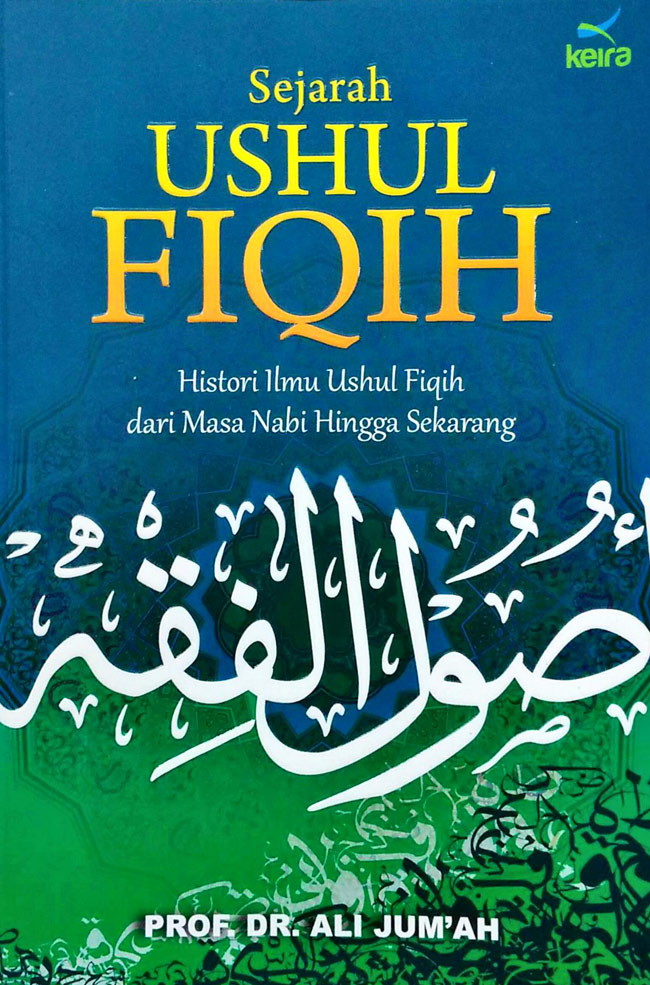 keira
Sejarah
USHUL
FIQIH
Histori Ilmu Ushul Fiqih
dari Masa Nabi Hingga Sekarang
أصول الفقه
PROF. DR. ALI JUM'AH